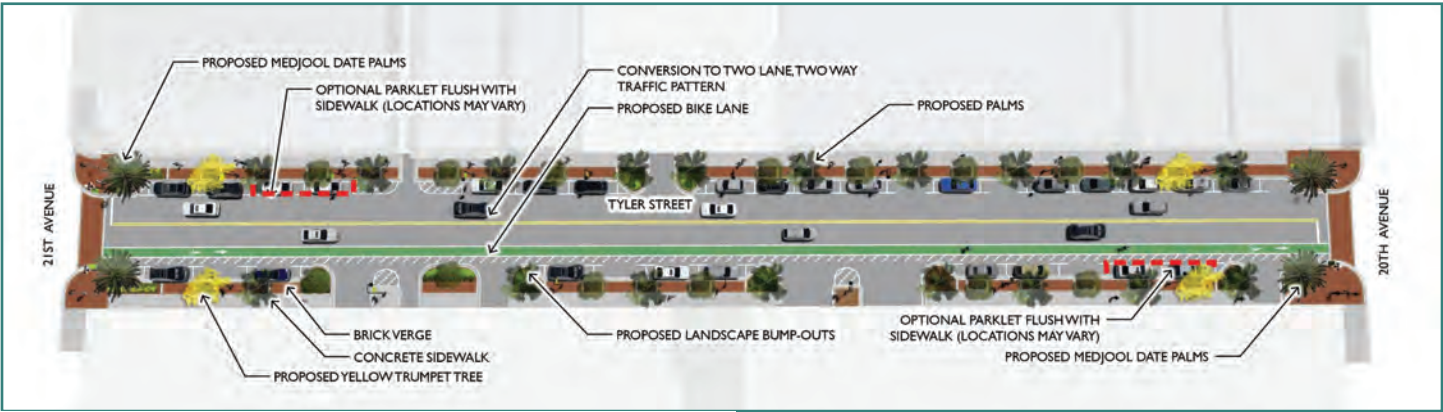 PROPOSED MEDJOOL DATE PALMS
OPTIONAL PARKLET FLUSH WITH
SIDEWALK (LOCATIONS MAY VARY)
CONVERSION TO TWO LANE, TWO WAY
TRAFFIC PATTERN
PROPOSED BIKE LANE
PROPOSED PALMS
21ST AVENUE
TYLER STREET
20TH AVENUE
BRICK VERGE
CONCRETE SIDEWALK
PROPOSED YELLOW TRUMPET TREE
PROPOSED LANDSCAPE BUMP-OUTS
OPTIONAL PARKLET FLUSH WITH
SIDEWALK (LOCATIONS MAY VARY)
PROPOSED MEDJOOL DATE PALMS